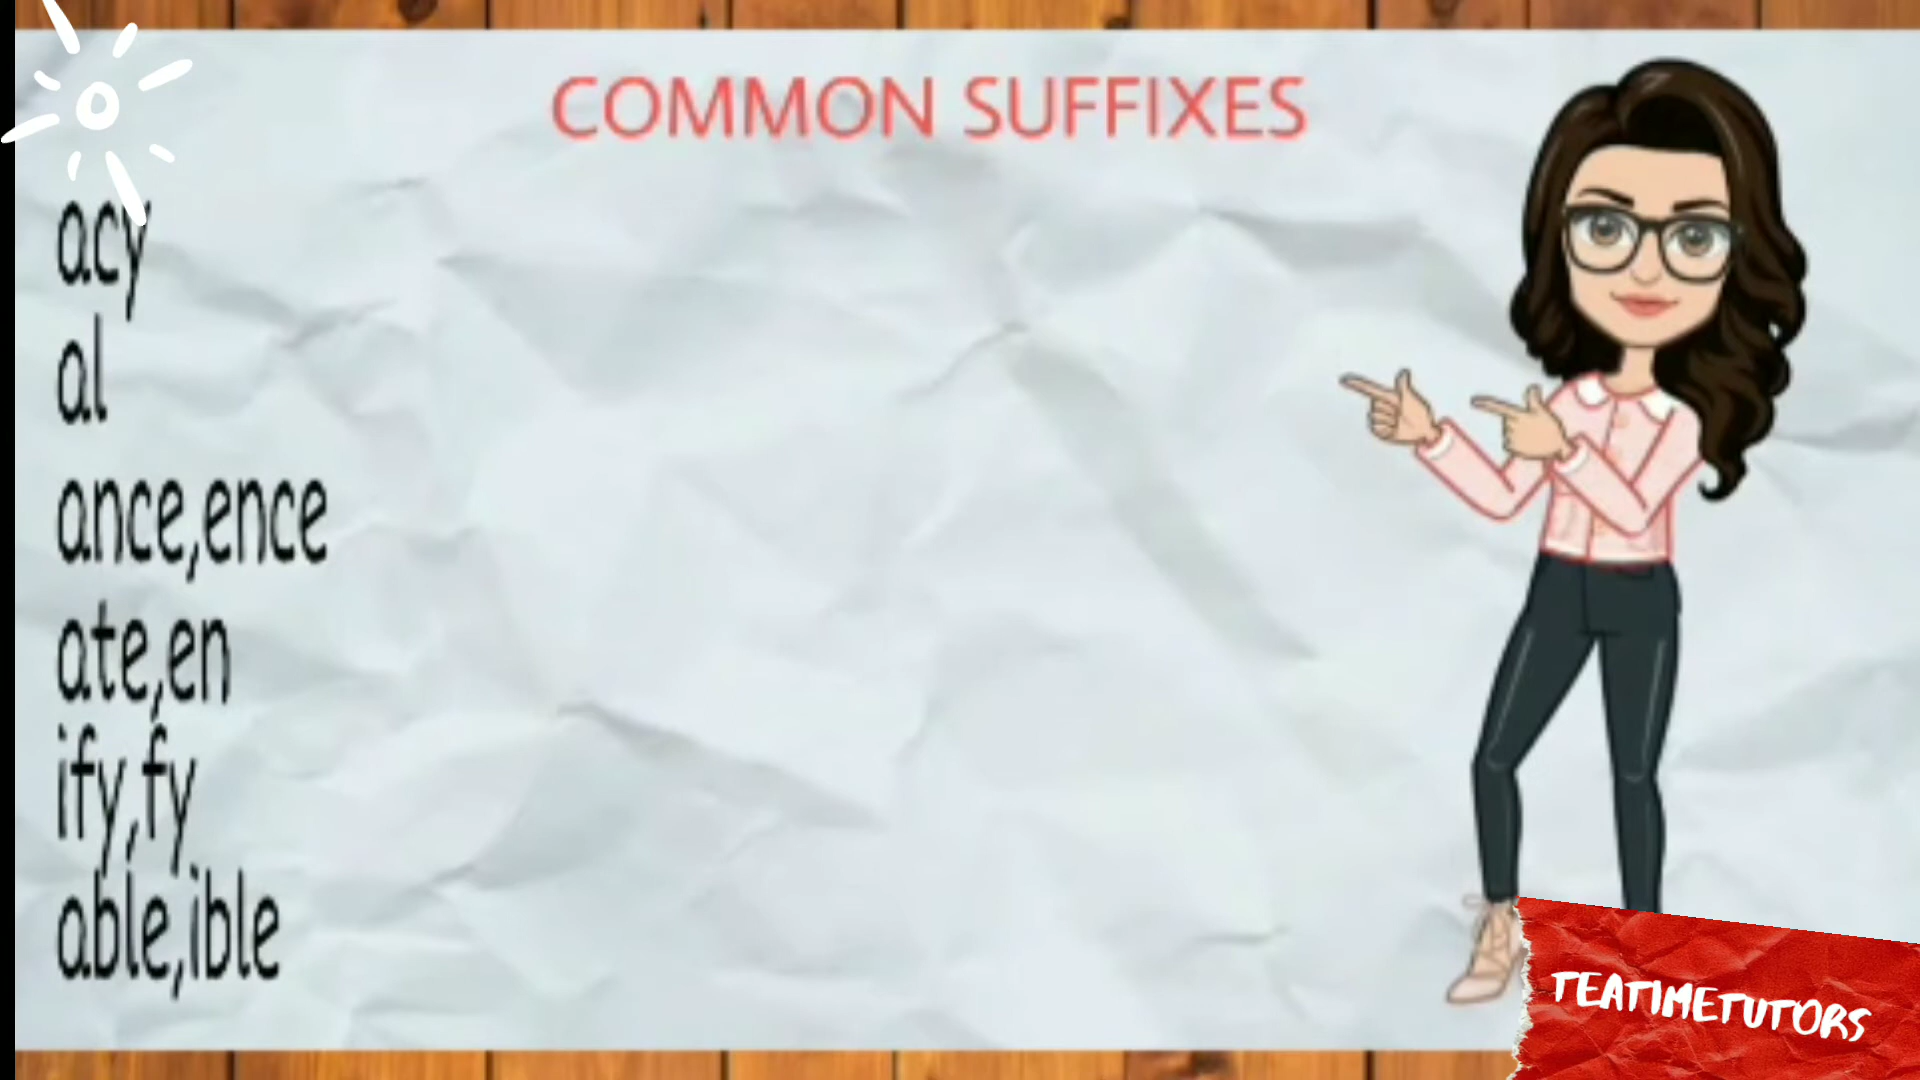 COMMON SUFFIXES
acy
al
ance,ence
ate,en
ify,fy
able,ible
TEATIMETUTORS